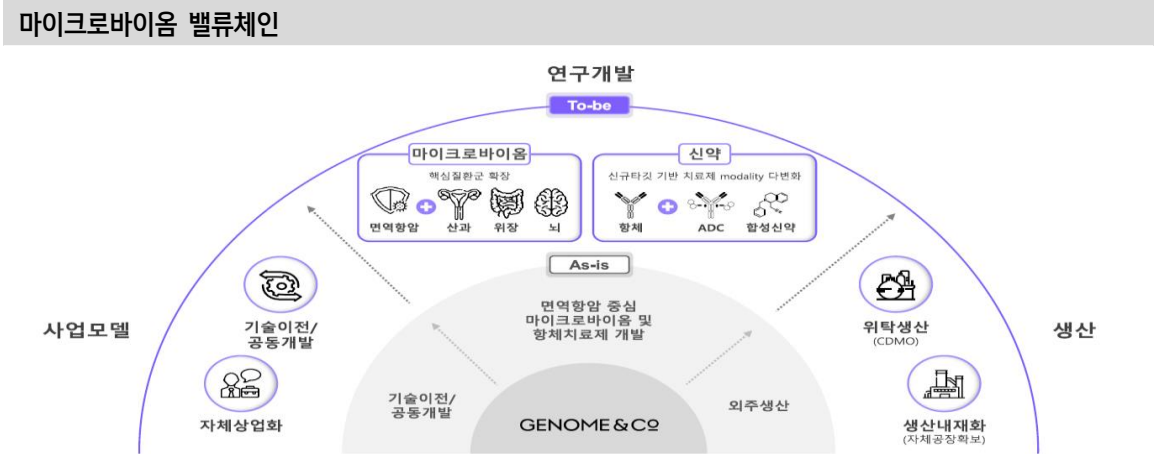 마이크로바이옴 밸류체인
연구개발
To-be
마이크로바이옴
핵심질환군 확장
면역항암
산과
위장
뇌
신약
신규타깃 기반 치료제 modality 다변화
항체
ADC
합성신약
As-is
면역항암 중심
마이크로바이옴 및
항체치료제 개발
사업모델
기술이전/
공동개발
자체상업화
기술이전/
공동개발
GENOME&CO
외주생산
위탁생산
(CDMO)
생산내재화
(자체공장확보)
생산